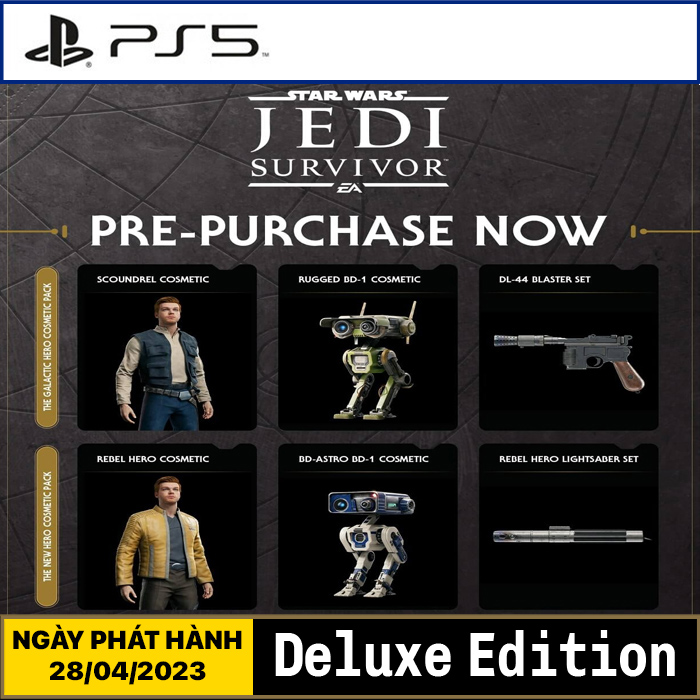 PS5
STAR WARS
JEDI
SURVIVOR™
EA
PRE-PURCHASE NOW
THE GALACTIC HERO COSMETIC PACK
SCOUNDREL COSMETIC
RUGGED BD-1 COSMETIC
DL-44 BLASTER SET
THE NEW HERO COSMETIC PACK
REBEL HERO COSMETIC
BD-ASTRO BD-1 COSMETIC
REBEL HERO LIGHTSABER SET
NGÀY PHÁT HÀNH
28/04/2023
Deluxe Edition